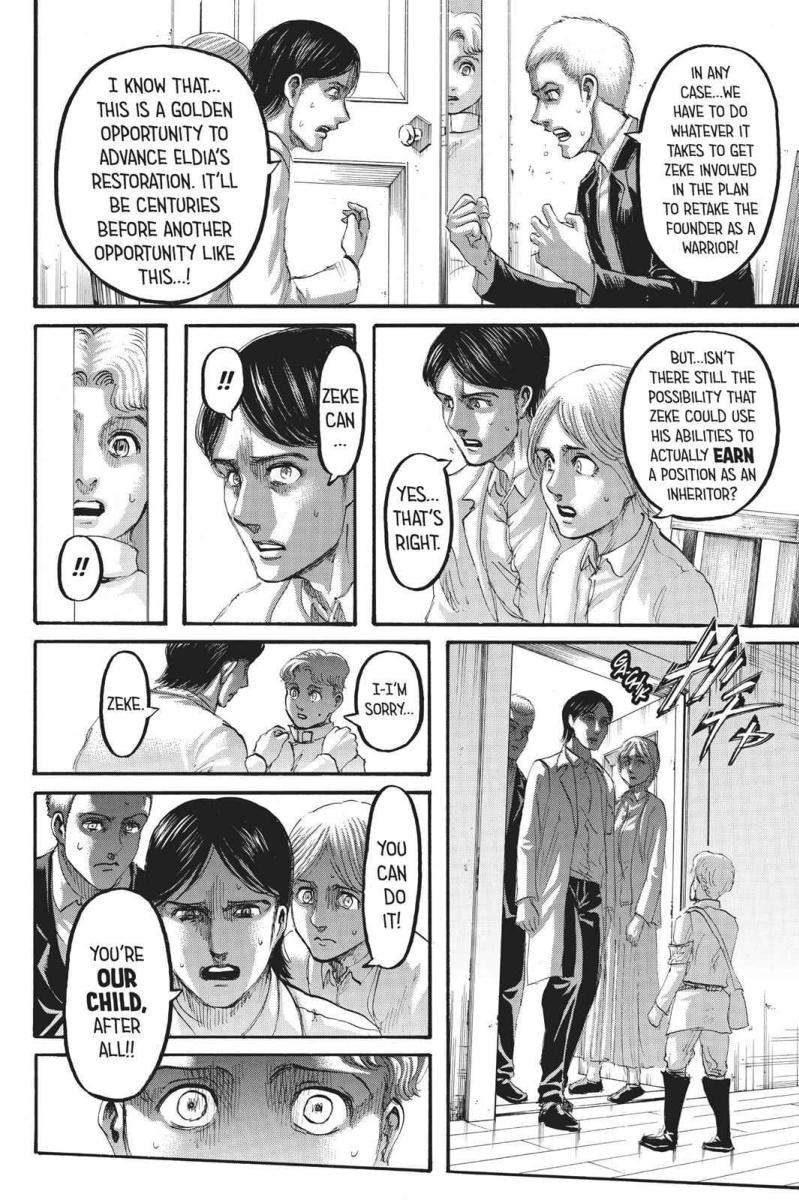 IN ANY
CASE...WE
HAVE TO DO
WHATEVER IT
TAKES TO GET
ZEKE INVOLVED
IN THE PLAN
TO RETAKE THE
FOUNDER AS A
WARRIOR!
I KNOW THAT...
THIS IS A GOLDEN
OPPORTUNITY TO
ADVANCE ELDIA'S
RESTORATION. IT'LL
BE CENTURIES
BEFORE ANOTHER
OPPORTUNITY LIKE
THIS...!
BUT...ISN'T
THERE STILL THE
POSSIBILITY THAT
ZEKE COULD USE
HIS ABILITIES TO
ACTUALLY EARN
A POSITION AS AN
INHERITOR?
YES...
THAT'S
RIGHT.
ZEKE
CAN
...
!!
!!
GACHK
ガチャ
I-I'M
SORRY...
ZEKE.
YOU
CAN
DO
IT!
YOU'RE
OUR
CHILD,
AFTER
ALL!!